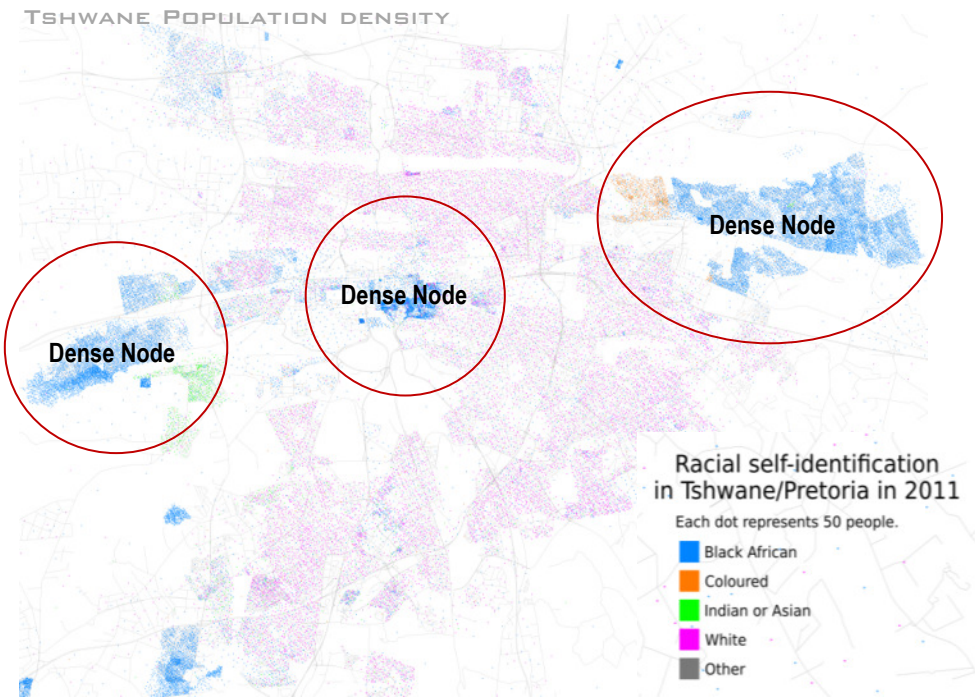 TSHWANE POPULATION DENSITY
Dense Node
Dense Node
Dense Node
Racial self-identification
in Tshwane/Pretoria in 2011
Each dot represents 50 people.
Black African
Coloured
Indian or Asian
White
Other